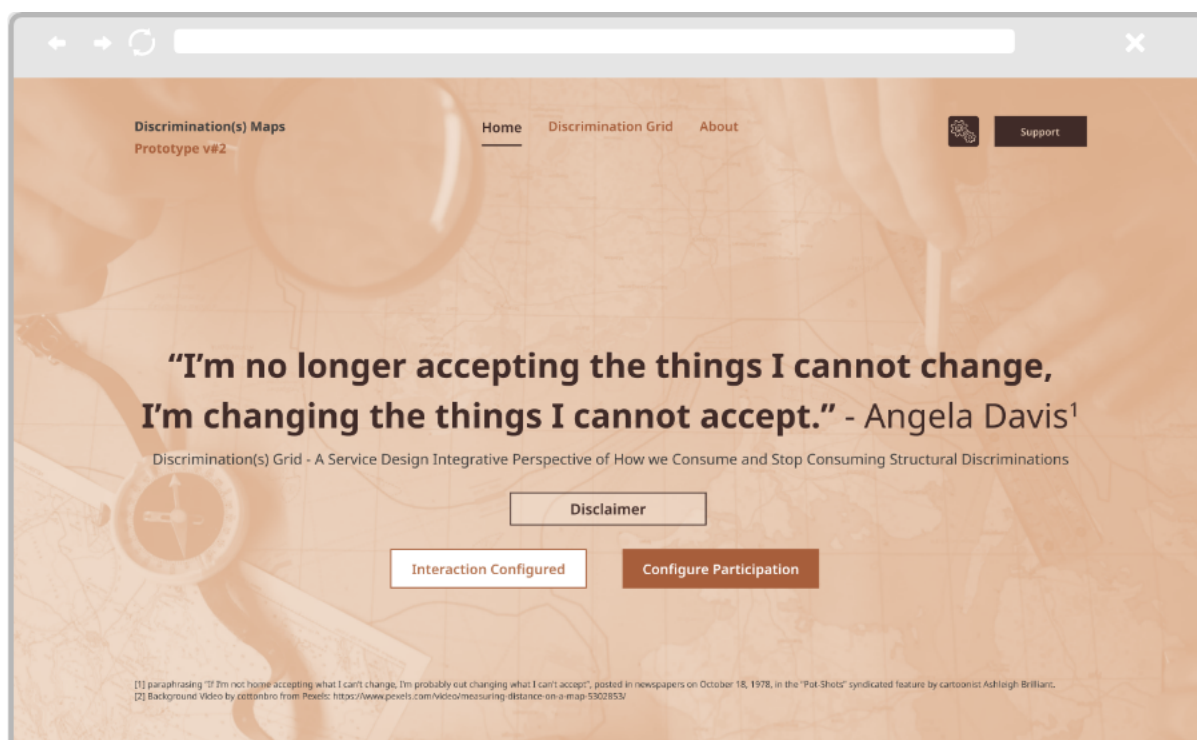 Discrimination(s) Maps
Prototype v#2
Home
Discrimination Grid
About
Support
“I’m no longer accepting the things I cannot change,
I’m changing the things I cannot accept.” - Angela Davis¹
Discrimination(s) Grid - A Service Design Integrative Perspective of How we Consume and Stop Consuming Structural Discriminations
Disclaimer
Interaction Configured
Configure Participation
[1] paraphrasing "If I'm not home accepting what I can't change, I'm probably out changing what I can't accept", posted in newspapers on October 18, 1978, in the "Pot-Shots" syndicated feature by cartoonist Ashleigh Brilliant.
[2] Background Video by cottonbro from Pexels: https://www.pexels.com/video/measuring-distance-on-a-map-5302853/